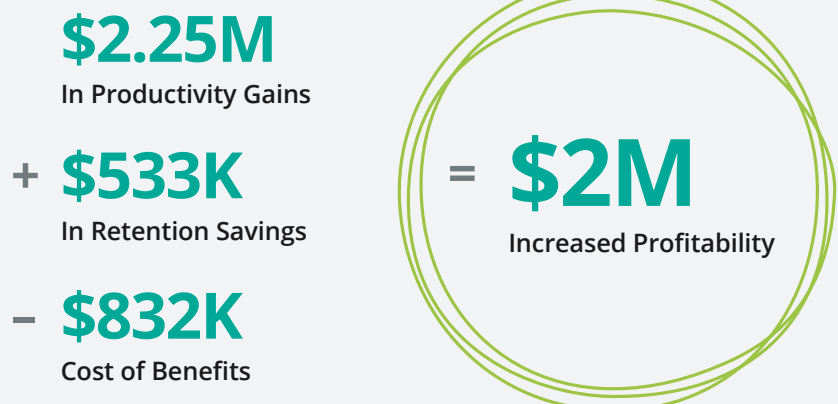 $2.25M
In Productivity Gains
+ $533K
In Retention Savings
− $832K
Cost of Benefits
= $2M
Increased Profitability